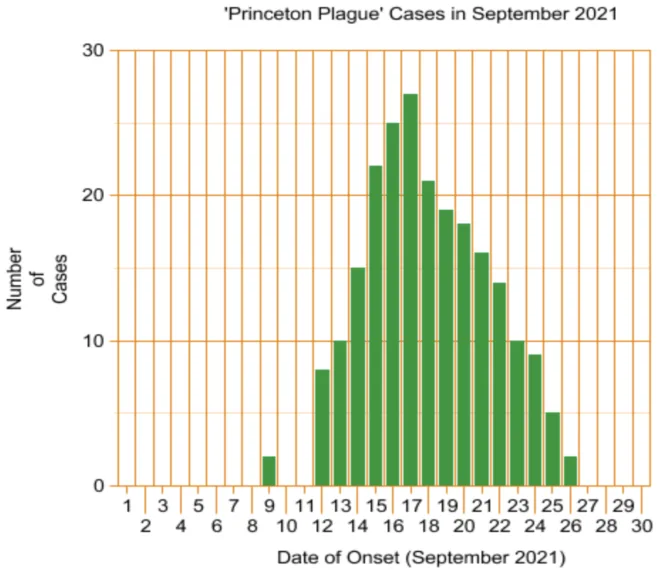 'Princeton Plague' Cases in September 2021
30
20
10
0
Number
of
Cases
1 3 5 7 9 11 13 15 17 19 21 23 25 27 29
2 4 6 8 10 12 14 16 18 20 22 24 26 28 30
Date of Onset (September 2021)